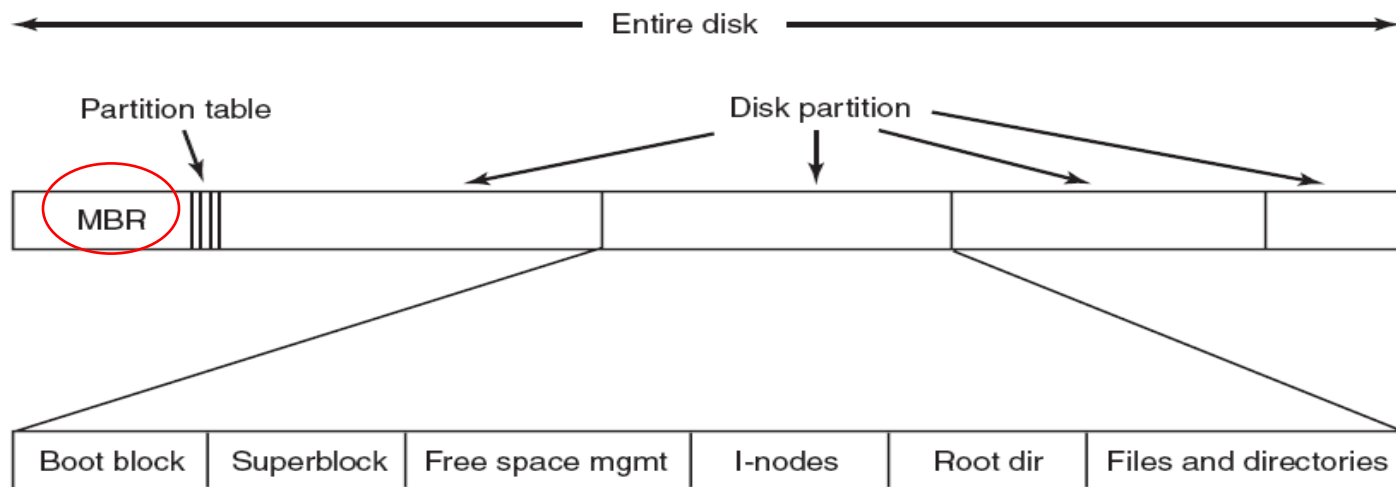 Entire disk
Partition table
Disk partition
MBR
Boot block
Superblock
Free space mgmt
I-nodes
Root dir
Files and directories